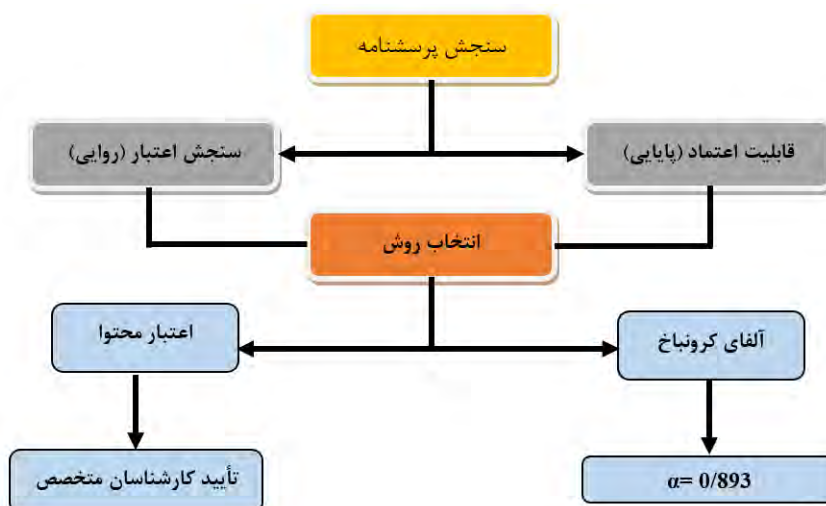 سنجش پرسشنامه
قابلیت اعتماد (پایایی)
سنجش اعتبار (روایی)
انتخاب روش
آلفای کرونباخ
اعتبار محتوا
α= 0/893
تأیید کارشناسان متخصص